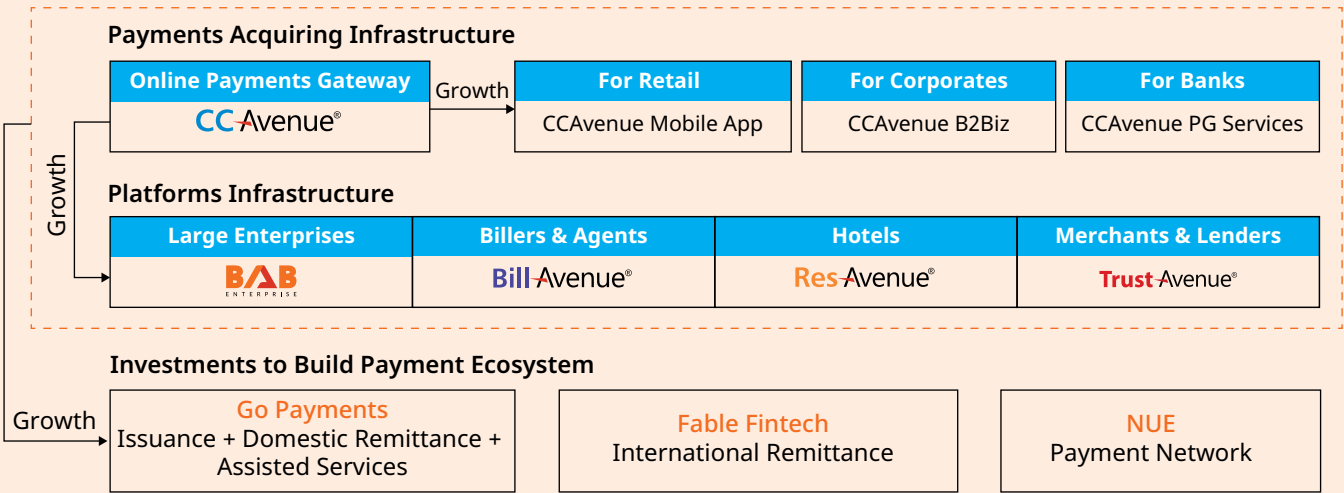 Payments Acquiring Infrastructure
Online Payments Gateway
CCAvenue®
Growth
For Retail
CCAvenue Mobile App
For Corporates
CCAvenue B2Biz
For Banks
CCAvenue PG Services
Growth
Platforms Infrastructure
Large Enterprises
BAB
ENTERPRISE
Billers & Agents
BillAvenue®
Hotels
ResAvenue®
Merchants & Lenders
TrustAvenue®
Investments to Build Payment Ecosystem
Growth
Go Payments
Issuance + Domestic Remittance +
Assisted Services
Fable Fintech
International Remittance
NUE
Payment Network